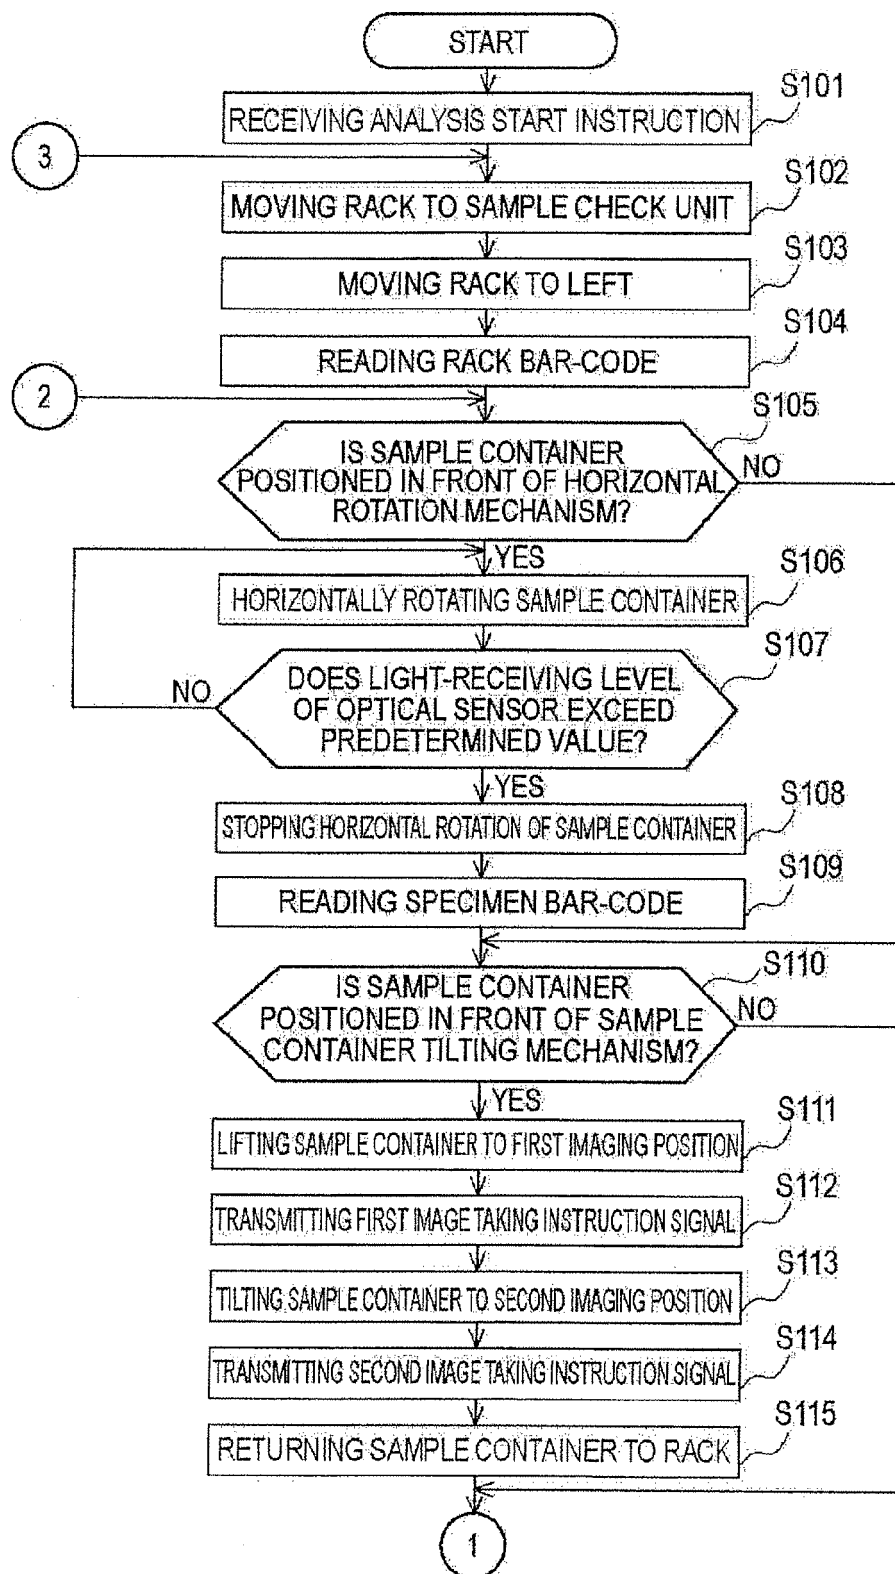 START
S101
RECEIVING ANALYSIS START INSTRUCTION
3
S102
MOVING RACK TO SAMPLE CHECK UNIT
S103
MOVING RACK TO LEFT
S104
READING RACK BAR-CODE
2
S105
IS SAMPLE CONTAINER
POSITIONED IN FRONT OF HORIZONTAL
ROTATION MECHANISM?
NO
YES
S106
HORIZONTALLY ROTATING SAMPLE CONTAINER
S107
DOES LIGHT-RECEIVING LEVEL
OF OPTICAL SENSOR EXCEED
PREDETERMINED VALUE?
NO
YES
S108
STOPPING HORIZONTAL ROTATION OF SAMPLE CONTAINER
S109
READING SPECIMEN BAR-CODE
S110
IS SAMPLE CONTAINER
POSITIONED IN FRONT OF SAMPLE
CONTAINER TILTING MECHANISM?
NO
YES
S111
LIFTING SAMPLE CONTAINER TO FIRST IMAGING POSITION
S112
TRANSMITTING FIRST IMAGE TAKING INSTRUCTION SIGNAL
S113
TILTING SAMPLE CONTAINER TO SECOND IMAGING POSITION
S114
TRANSMITTING SECOND IMAGE TAKING INSTRUCTION SIGNAL
S115
RETURNING SAMPLE CONTAINER TO RACK
1